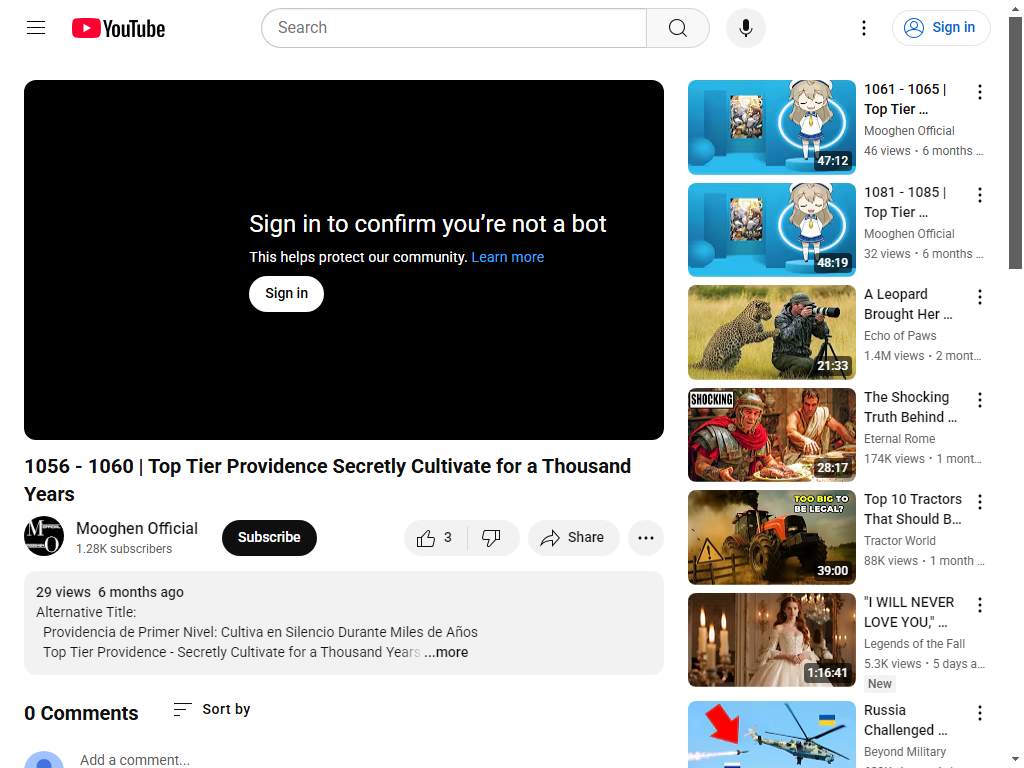 YouTube
Search
Sign in
Sign in to confirm you’re not a bot
This helps protect our community. Learn more
Sign in
1056 - 1060 | Top Tier Providence Secretly Cultivate for a Thousand
Years
Mooghen Official
1.28K subscribers
Subscribe
3
Share
29 views  6 months ago
Alternative Title:
Providencia de Primer Nivel: Cultiva en Silencio Durante Miles de Años
Top Tier Providence - Secretly Cultivate for a Thousand Years ...more
0 Comments
Sort by
Add a comment...
47:12
1061 - 1065 |
Top Tier ...
Mooghen Official
46 views • 6 months ...
48:19
1081 - 1085 |
Top Tier ...
Mooghen Official
32 views • 6 months ...
21:33
A Leopard
Brought Her ...
Echo of Paws
1.4M views • 2 mont...
SHOCKING
28:17
The Shocking
Truth Behind ...
Eternal Rome
174K views • 1 mont...
TOO BIG TO
BE LEGAL?
39:00
Top 10 Tractors
That Should B...
Tractor World
88K views • 1 month ...
1:16:41
"I WILL NEVER
LOVE YOU," ...
Legends of the Fall
5.3K views • 5 days a...
New
Russia
Challenged ...
Beyond Military